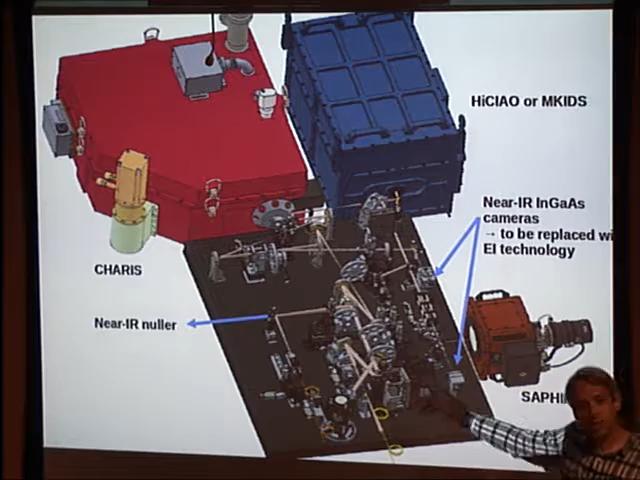 HiCIAO or MKIDS
Near-IR InGaAs
cameras
→ to be replaced wi
EI technology
CHARIS
Near-IR nuller
SAPHI